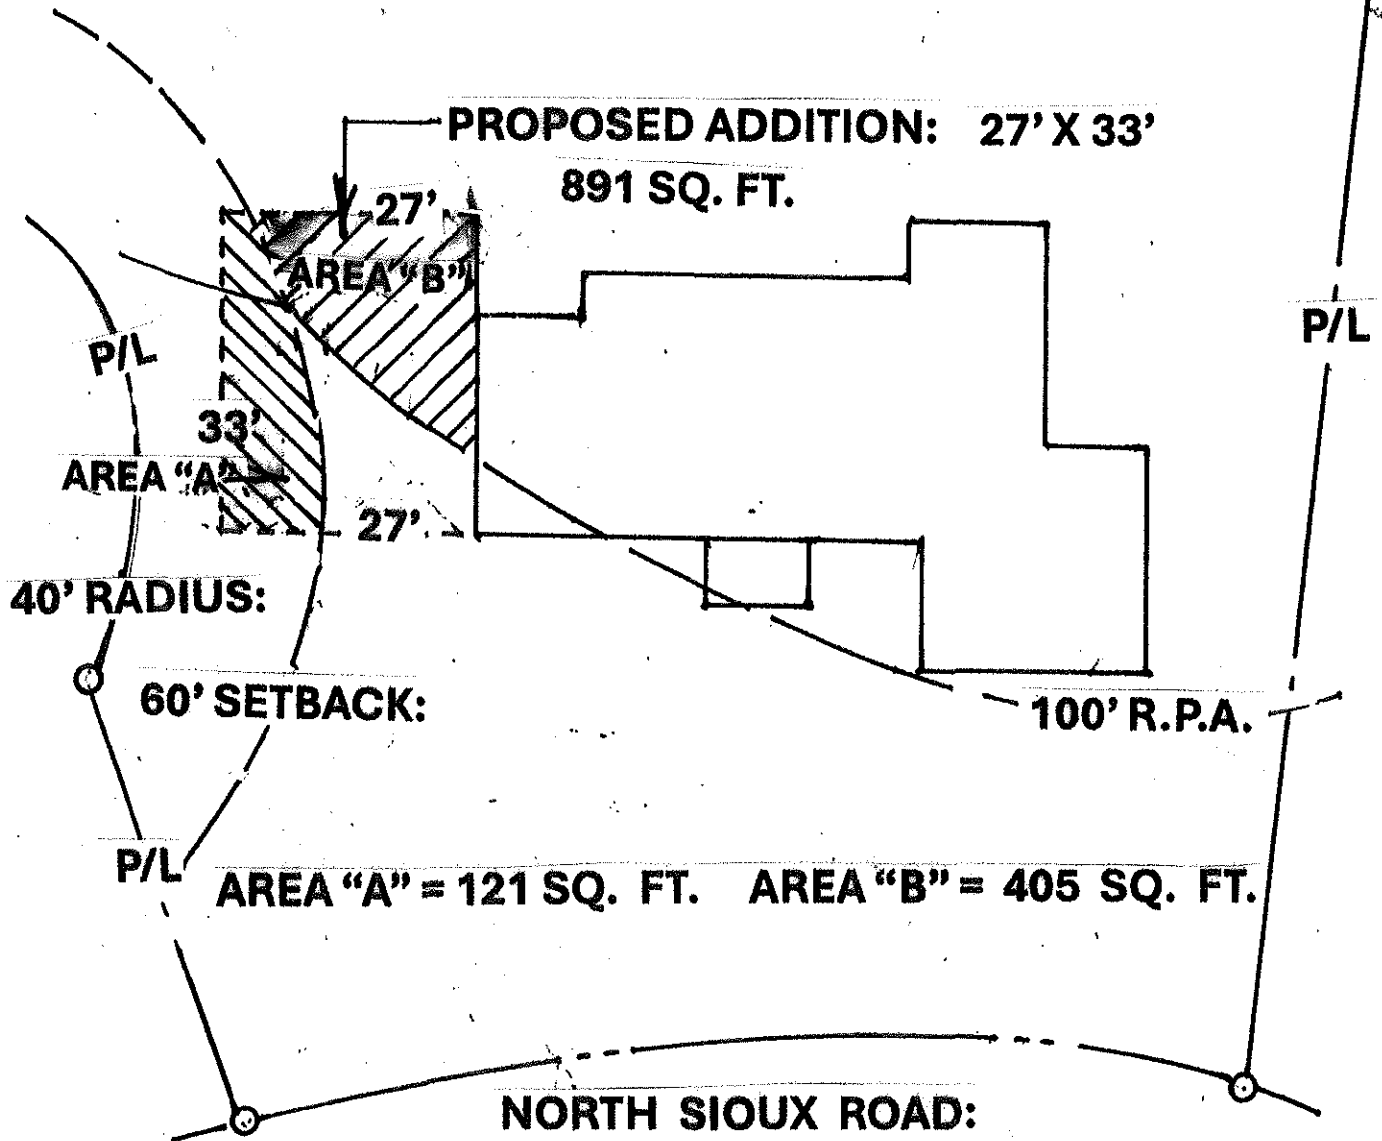 PROPOSED ADDITION: 27' X 33'
891 SQ. FT.
27'
AREA "B"
P/L
P/L
33'
AREA "A"
27'
40' RADIUS:
60' SETBACK:
100' R.P.A.
P/L
AREA "A" = 121 SQ. FT. AREA "B" = 405 SQ. FT.
NORTH SIOUX ROAD: